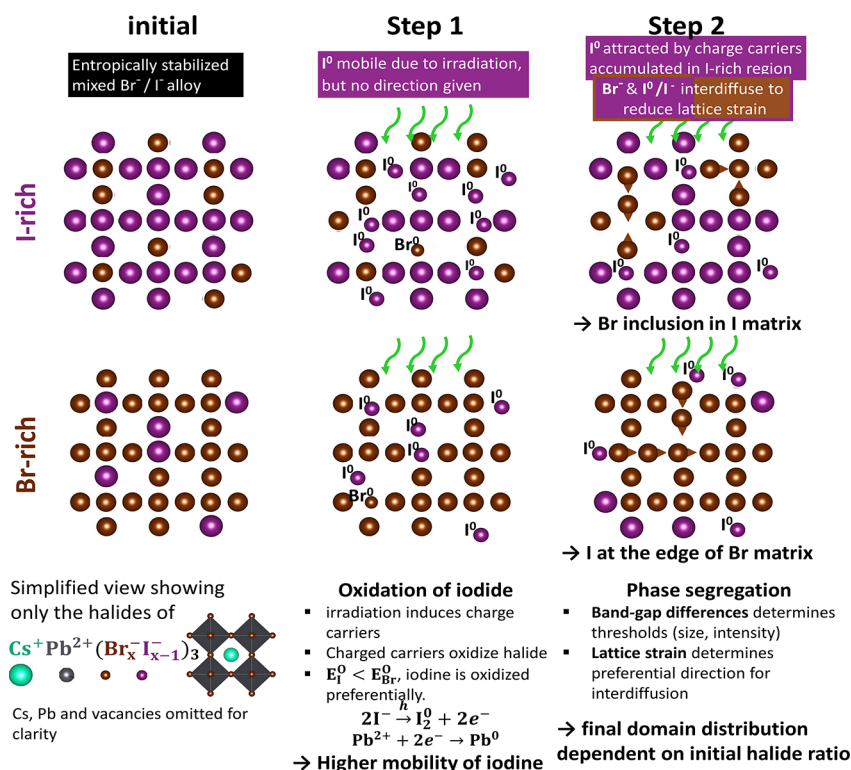 initial
Entropically stabilized
mixed Br⁻/ I⁻ alloy
Step 1
I⁰ mobile due to irradiation,
but no direction given
Step 2
I⁰ attracted by charge carriers
accumulated in I-rich region
Br⁻ & I⁰/I⁻ interdiffuse to
reduce lattice strain
I-rich
I⁰
I⁰
I⁰
I⁰
I⁰
I⁰
I⁰
Br⁰
I⁰
I⁰
I⁰
I⁰
I⁰
I⁰
→ Br inclusion in I matrix
Br-rich
I⁰
I⁰
I⁰
I⁰
I⁰
Br⁰
I⁰
I⁰
I⁰
I⁰
I⁰
→ I at the edge of Br matrix
Simplified view showing
only the halides of
Cs⁺Pb²⁺(Brₓ⁻Iₓ₋₁⁻)₃
Cs, Pb and vacancies omitted for
clarity
Oxidation of iodide
▪ irradiation induces charge
carriers
▪ Charged carriers oxidize halide
▪ E_I^O < E_Br^O, iodine is oxidized
preferentially.
2I⁻ →ʰ I₂⁰ + 2e⁻
Pb²⁺ + 2e⁻ → Pb⁰
→ Higher mobility of iodine
Phase segregation
▪ Band-gap differences determines
thresholds (size, intensity)
▪ Lattice strain determines
preferential direction for
interdiffusion
→ final domain distribution
dependent on initial halide ratio